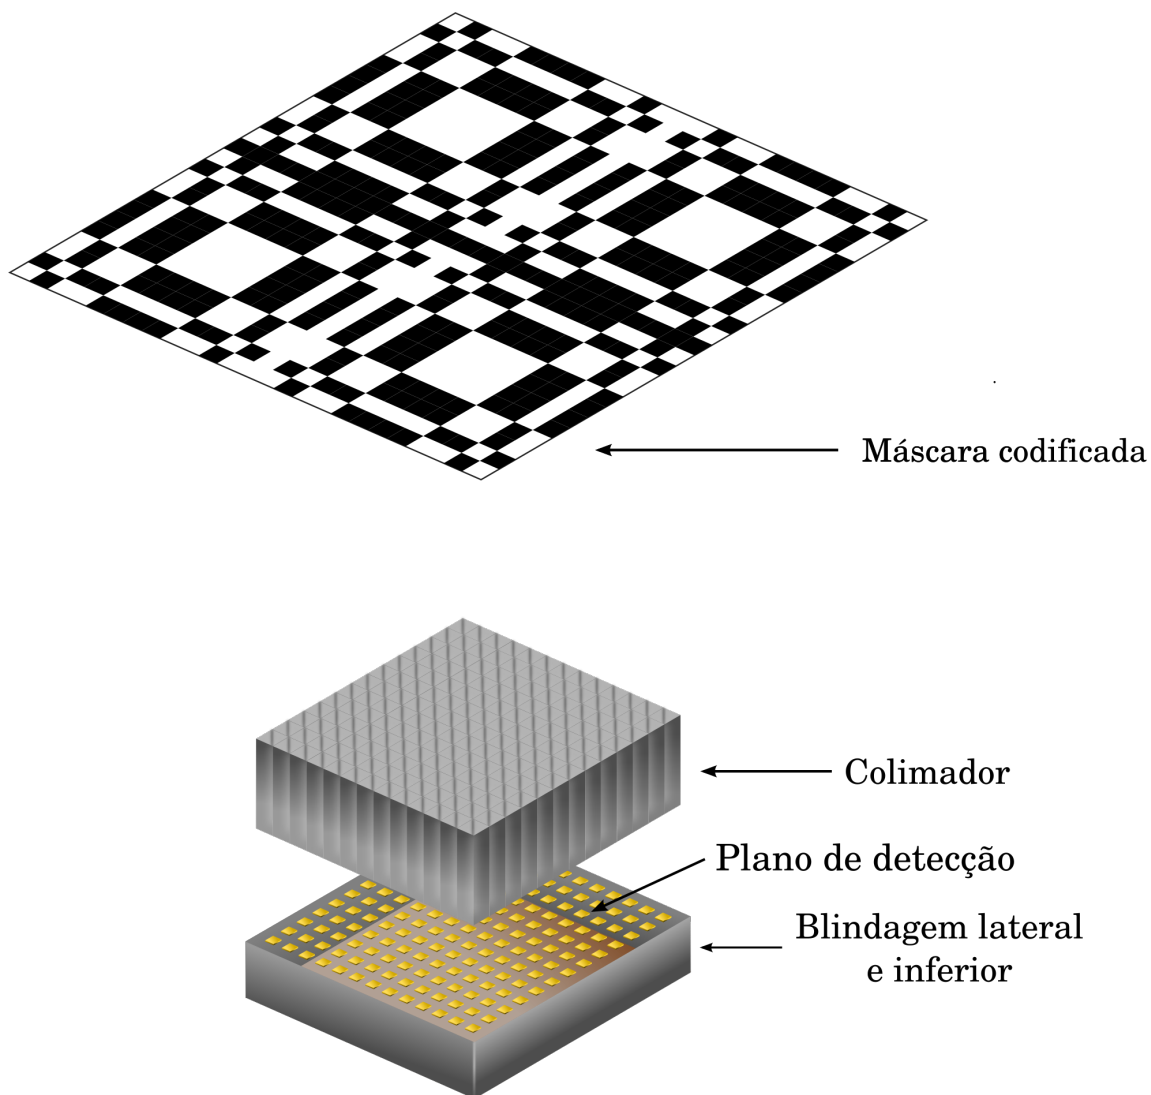 Máscara codificada
Colimador
Plano de detecção
Blindagem lateral
e inferior